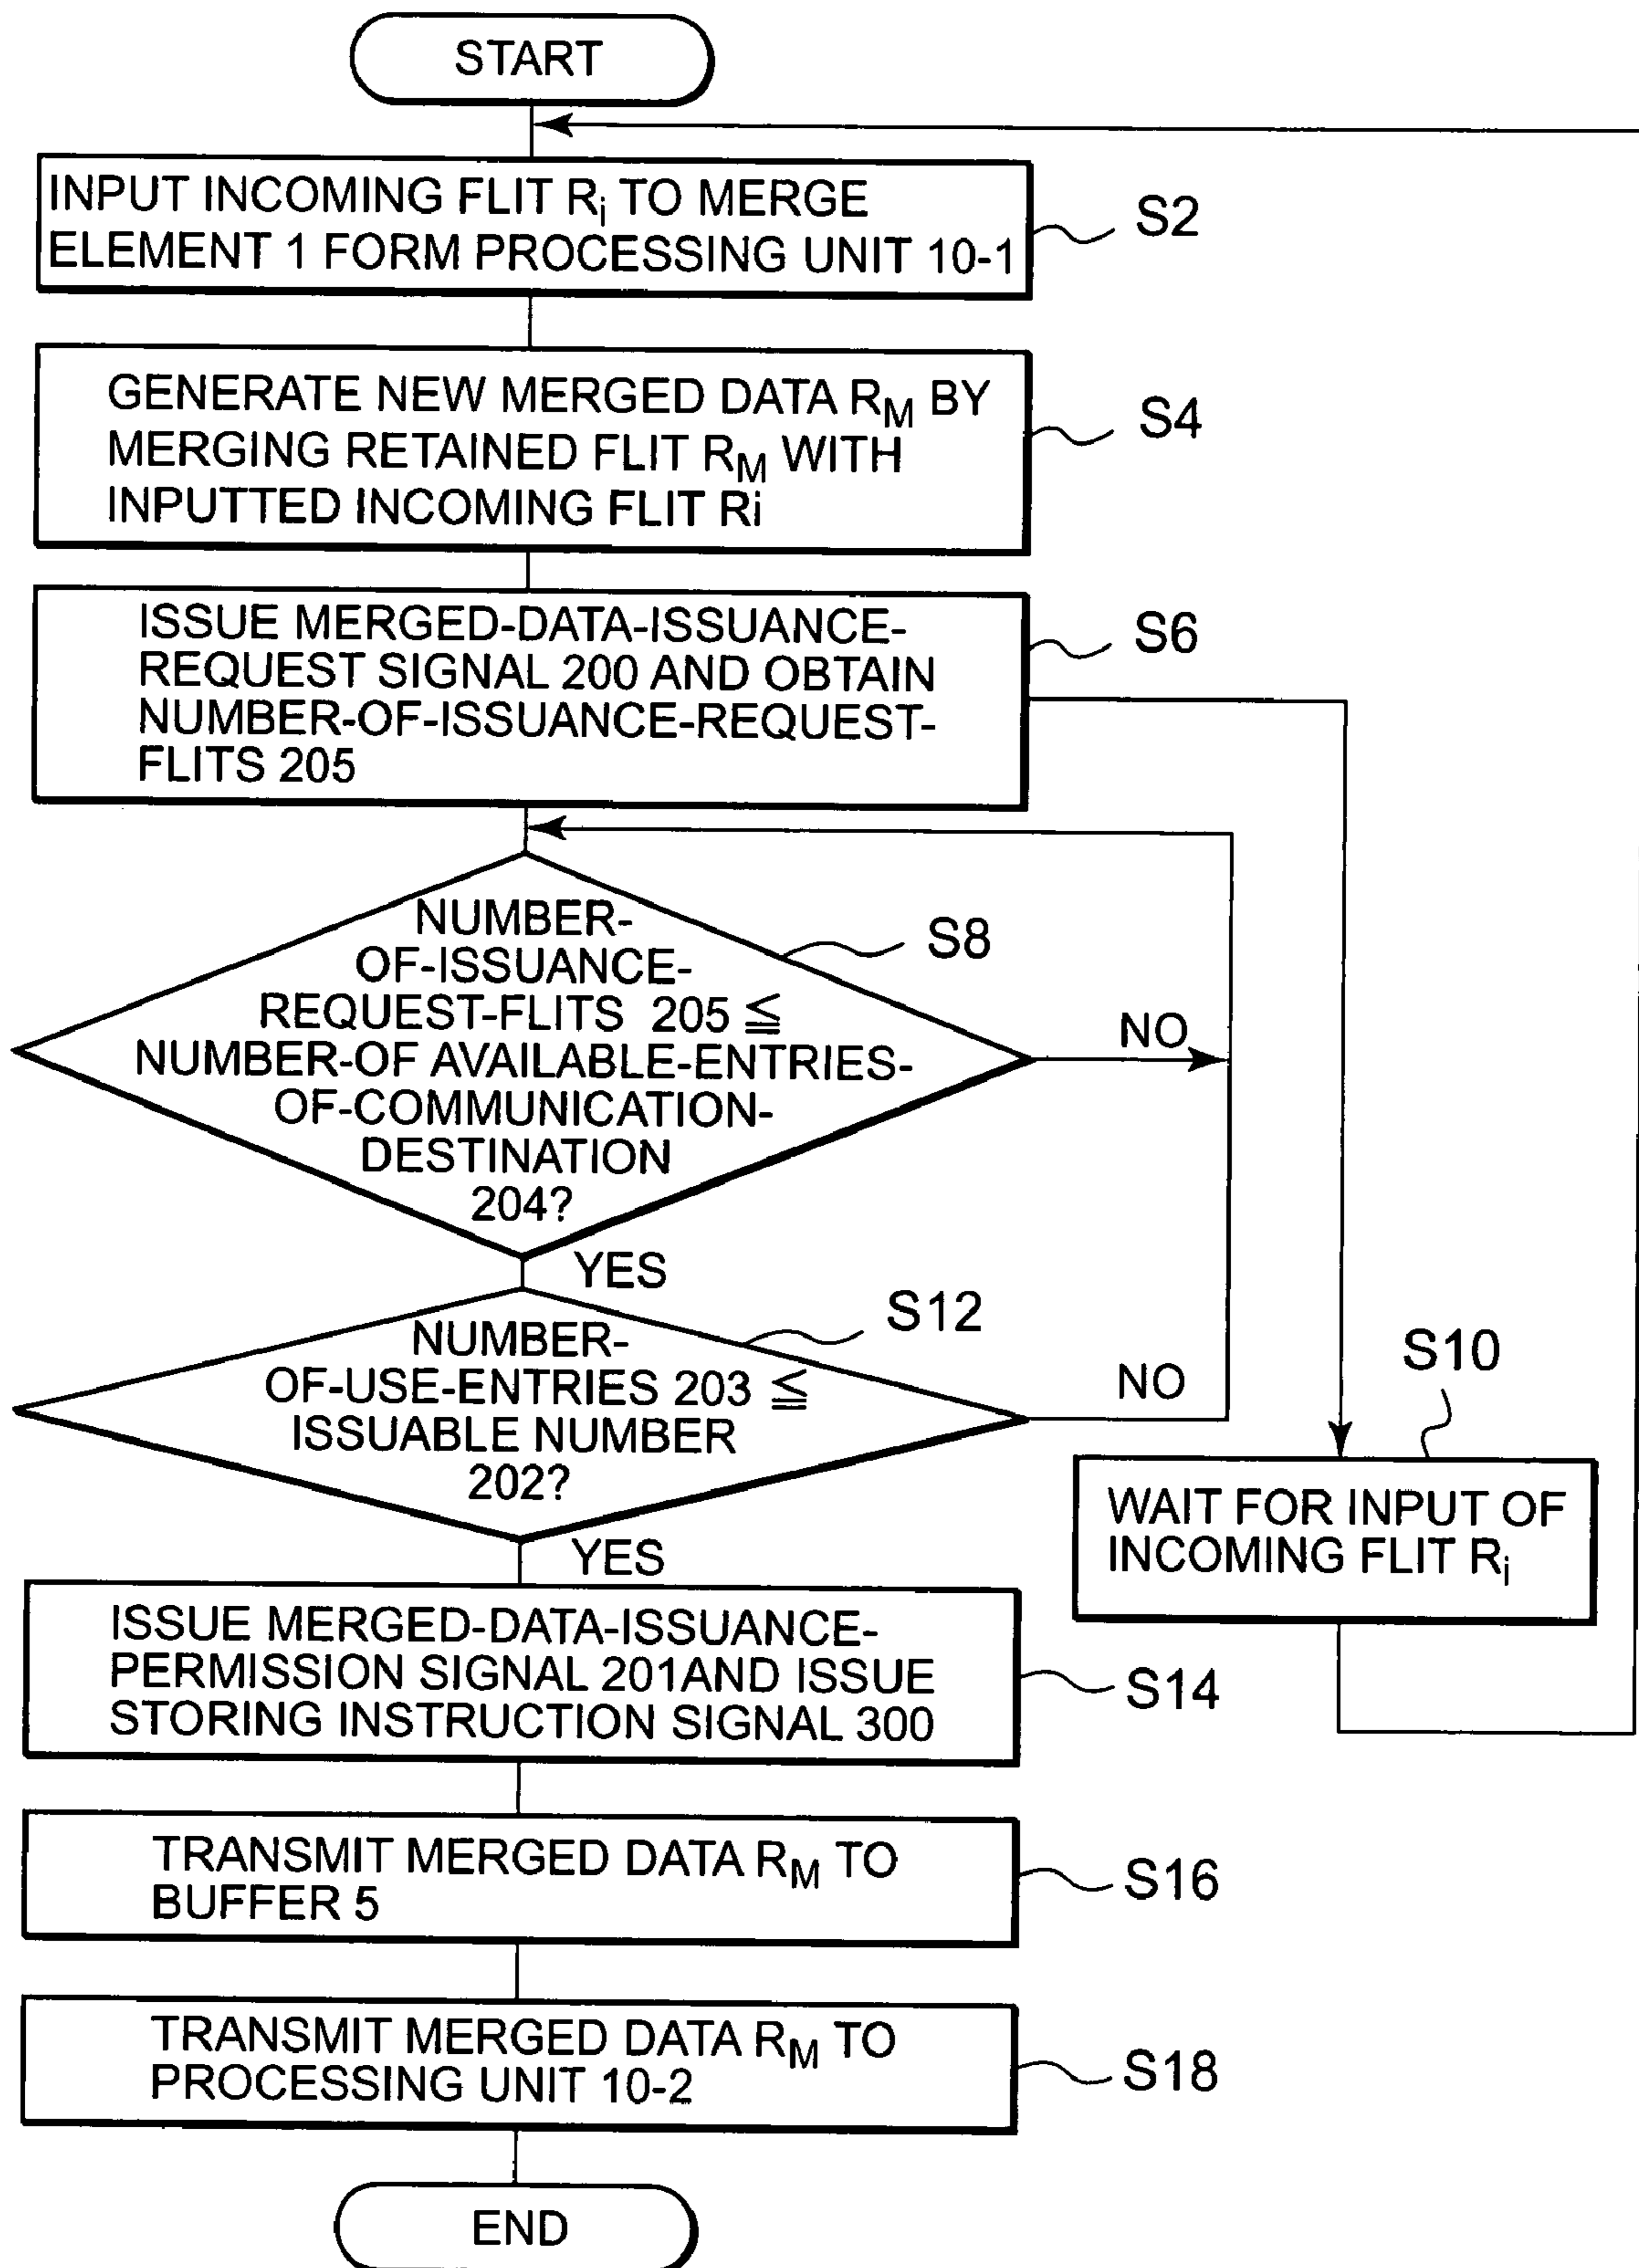 START
INPUT INCOMING FLIT Ri TO MERGE
ELEMENT 1 FORM PROCESSING UNIT 10-1
S2
GENERATE NEW MERGED DATA RM BY
MERGING RETAINED FLIT RM WITH
INPUTTED INCOMING FLIT Ri
S4
ISSUE MERGED-DATA-ISSUANCE-
REQUEST SIGNAL 200 AND OBTAIN
NUMBER-OF-ISSUANCE-REQUEST-
FLITS 205
S6
NUMBER-
OF-ISSUANCE-
REQUEST-FLITS 205 ≦
NUMBER-OF AVAILABLE-ENTRIES-
OF-COMMUNICATION-
DESTINATION
204?
S8
NO
YES
NUMBER-
OF-USE-ENTRIES 203 ≦
ISSUABLE NUMBER
202?
S12
NO
YES
S10
WAIT FOR INPUT OF
INCOMING FLIT Ri
ISSUE MERGED-DATA-ISSUANCE-
PERMISSION SIGNAL 201AND ISSUE
STORING INSTRUCTION SIGNAL 300
S14
TRANSMIT MERGED DATA RM TO
BUFFER 5
S16
TRANSMIT MERGED DATA RM TO
PROCESSING UNIT 10-2
S18
END